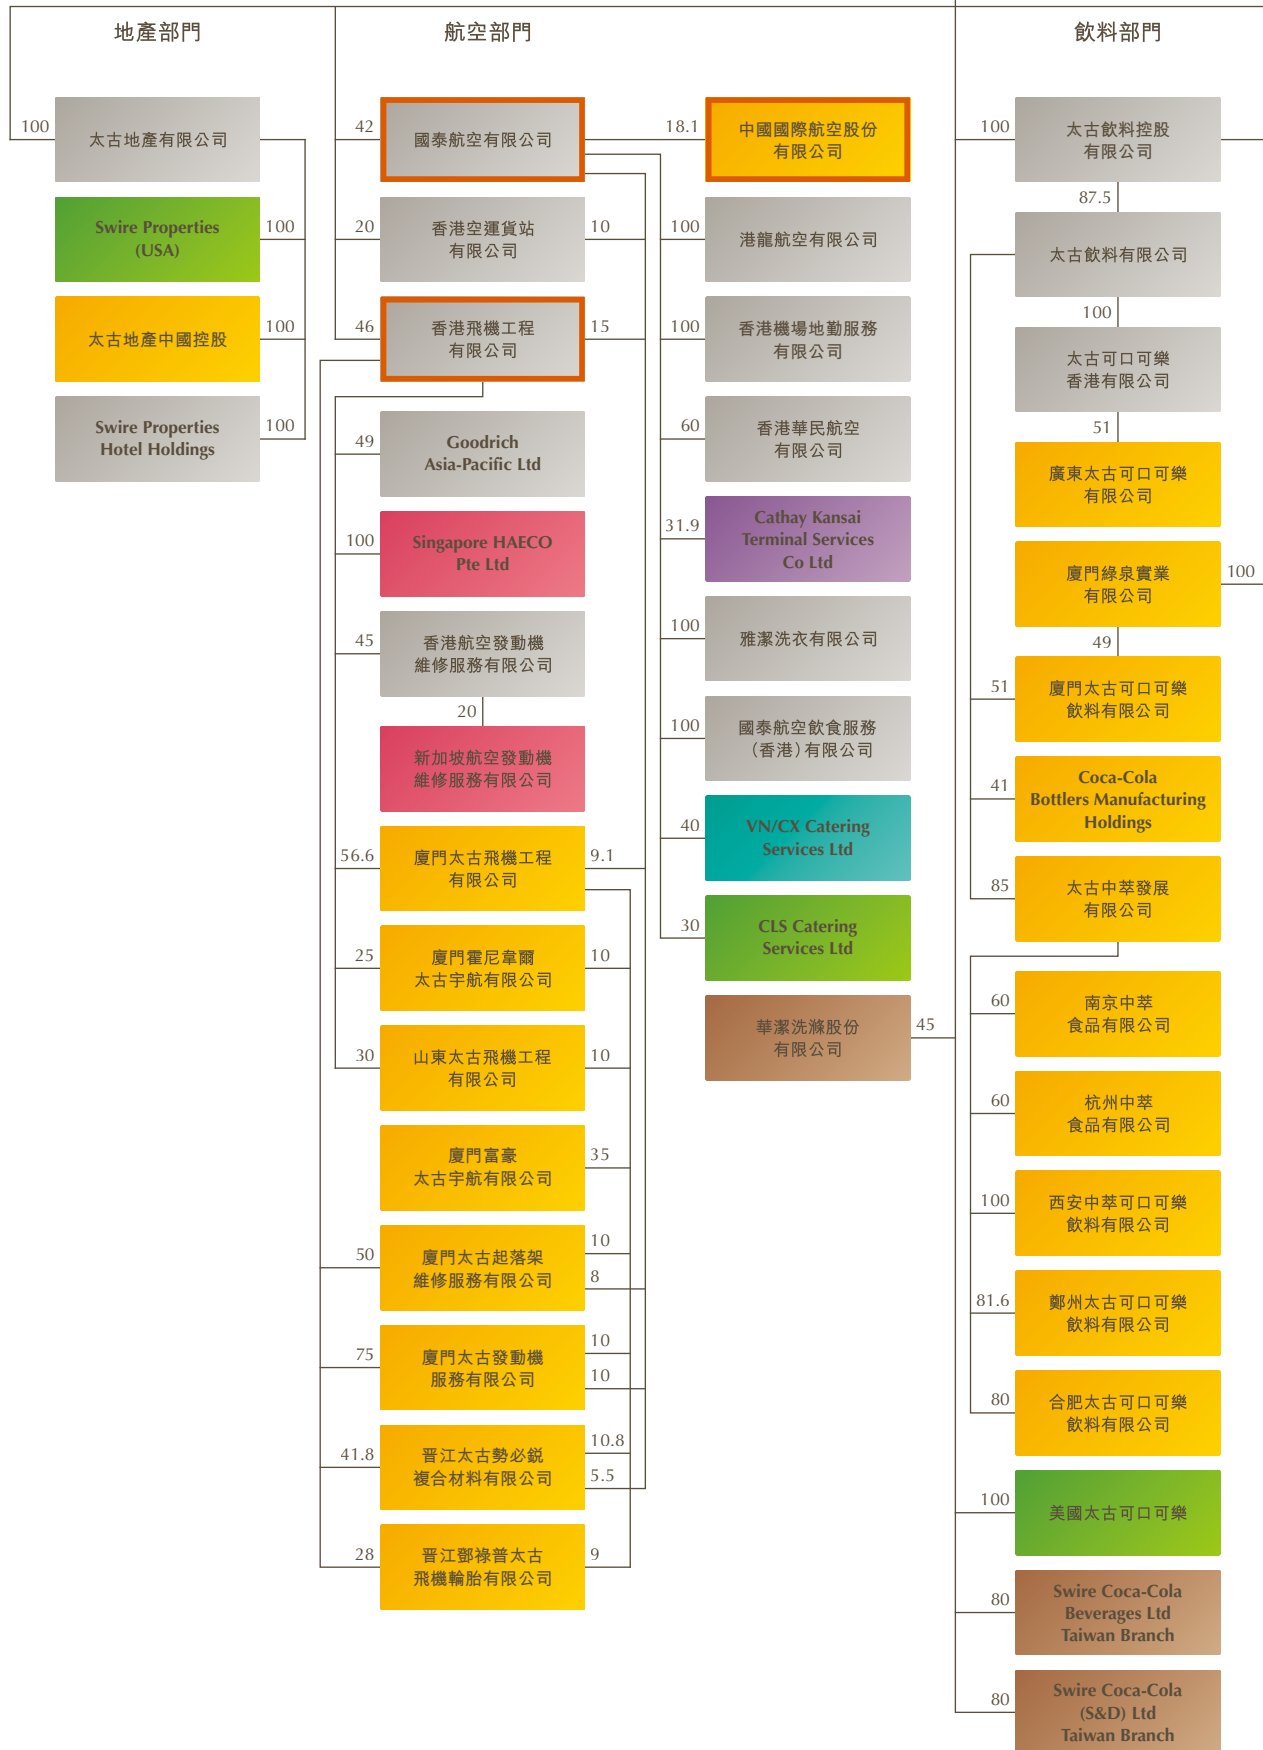 地產部門
100
太古地產有限公司
Swire Properties
(USA)
100
太古地產中國控股
100
Swire Properties
Hotel Holdings
100
航空部門
42
國泰航空有限公司
20
香港空運貨站
有限公司
10
46
香港飛機工程
有限公司
15
49
Goodrich
Asia-Pacific Ltd
100
Singapore HAECO
Pte Ltd
45
香港航空發動機
維修服務有限公司
20
新加坡航空發動機
維修服務有限公司
56.6
廈門太古飛機工程
有限公司
9.1
25
廈門霍尼韋爾
太古宇航有限公司
10
30
山東太古飛機工程
有限公司
10
廈門富豪
太古宇航有限公司
35
50
廈門太古起落架
維修服務有限公司
10
8
75
廈門太古發動機
服務有限公司
10
10
41.8
晋江太古勢必鋭
複合材料有限公司
10.8
5.5
28
晋江鄧祿普太古
飛機輪胎有限公司
9
18.1
中國國際航空股份
有限公司
100
港龍航空有限公司
100
香港機場地勤服務
有限公司
60
香港華民航空
有限公司
31.9
Cathay Kansai
Terminal Services
Co Ltd
100
雅潔洗衣有限公司
100
國泰航空飲食服務
（香港）有限公司
40
VN/CX Catering
Services Ltd
30
CLS Catering
Services Ltd
華潔洗滌股份
有限公司
45
飲料部門
100
太古飲料控股
有限公司
87.5
太古飲料有限公司
100
太古可口可樂
香港有限公司
51
廣東太古可口可樂
有限公司
廈門綠泉實業
有限公司
100
49
51
廈門太古可口可樂
飲料有限公司
41
Coca-Cola
Bottlers Manufacturing
Holdings
85
太古中萃發展
有限公司
60
南京中萃
食品有限公司
60
杭州中萃
食品有限公司
100
西安中萃可口可樂
飲料有限公司
81.6
鄭州太古可口可樂
飲料有限公司
80
合肥太古可口可樂
飲料有限公司
100
美國太古可口可樂
80
Swire Coca-Cola
Beverages Ltd
Taiwan Branch
80
Swire Coca-Cola
(S&D) Ltd
Taiwan Branch